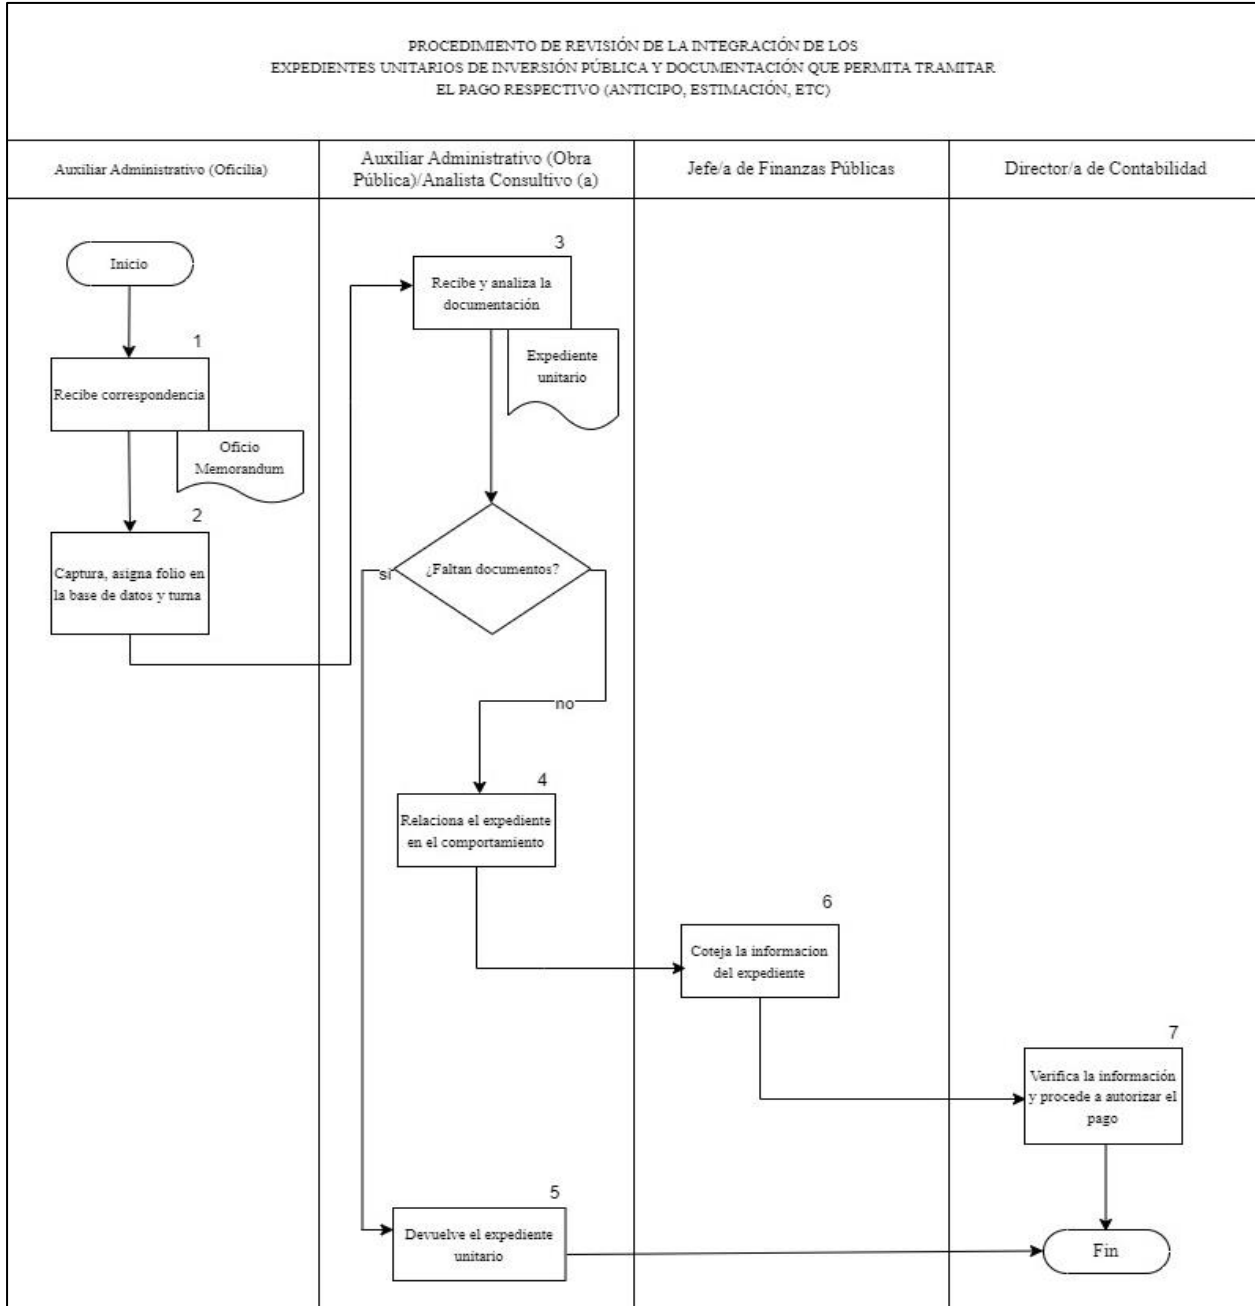 PROCEDIMIENTO DE REVISIÓN DE LA INTEGRACIÓN DE LOS
EXPEDIENTES UNITARIOS DE INVERSIÓN PÚBLICA Y DOCUMENTACIÓN QUE PERMITA TRAMITAR
EL PAGO RESPECTIVO (ANTICIPO, ESTIMACIÓN, ETC)
Auxiliar Administrativo (Oficilia)
Auxiliar Administrativo (Obra
Pública)/Analista Consultivo (a)
Jefe/a de Finanzas Públicas
Director/a de Contabilidad
Inicio
1
Recibe correspondencia
Oficio
Memorandum
2
Captura, asigna folio en
la base de datos y turna
3
Recibe y analiza la
documentación
Expediente
unitario
¿Faltan documentos?
sí
no
4
Relaciona el expediente
en el comportamiento
6
Coteja la informacion
del expediente
7
Verifica la información
y procede a autorizar el
pago
5
Devuelve el expediente
unitario
Fin